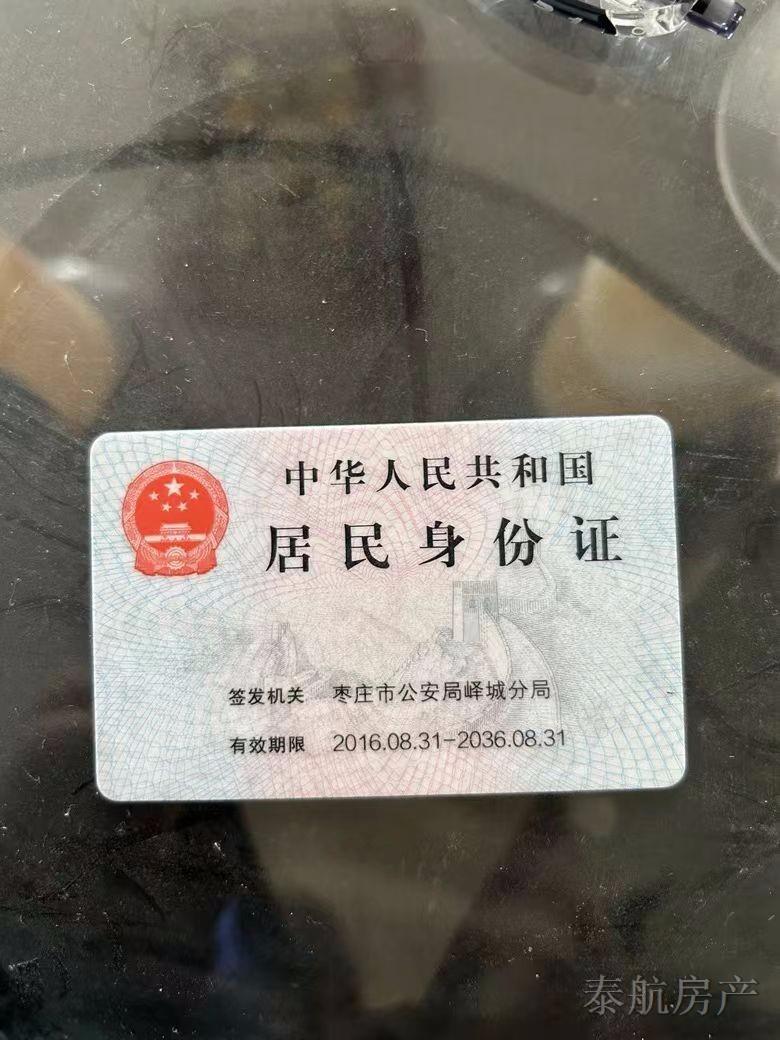 中华人民共和国
居民身份证
签发机关 枣庄市公安局峄城分局
有效期限 2016.08.31-2036.08.31
泰航房产